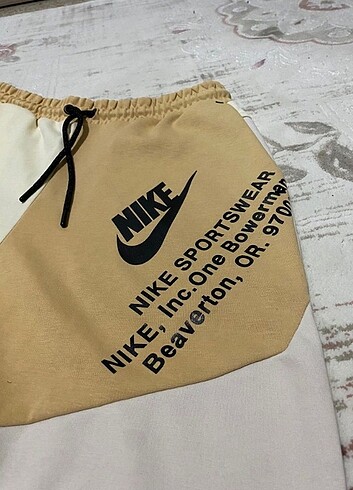 NIKE
NIKE SPORTSWEAR
NIKE, Inc. One Bowerman
Beaverton, OR. 9700